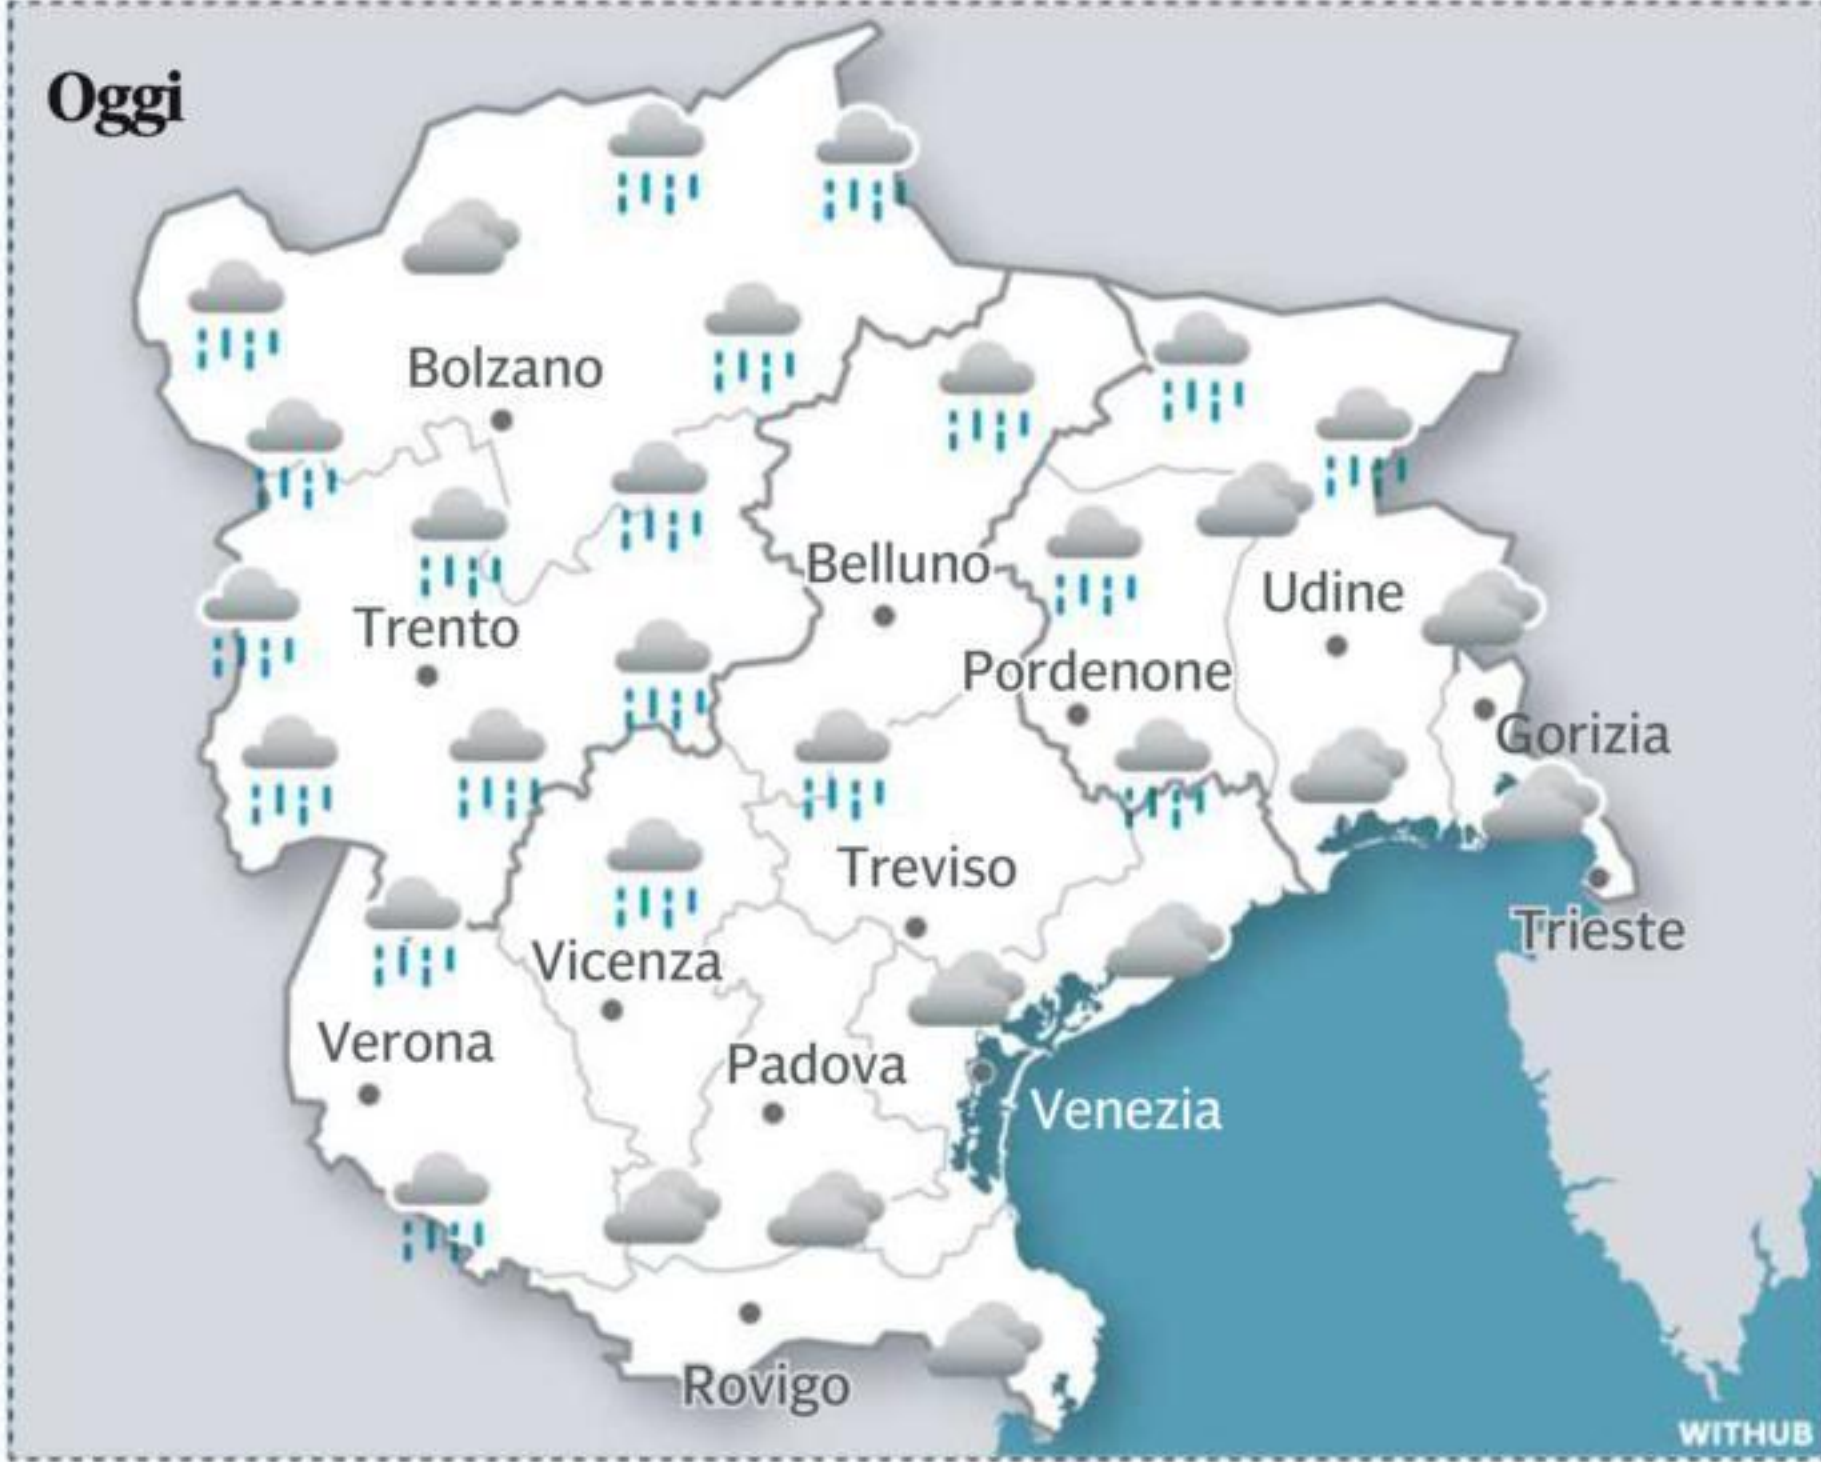 Oggi
Bolzano
Belluno
Udine
Trento
Pordenone
Gorizia
Treviso
Trieste
Vicenza
Verona
Padova
Venezia
Rovigo
WITHUB